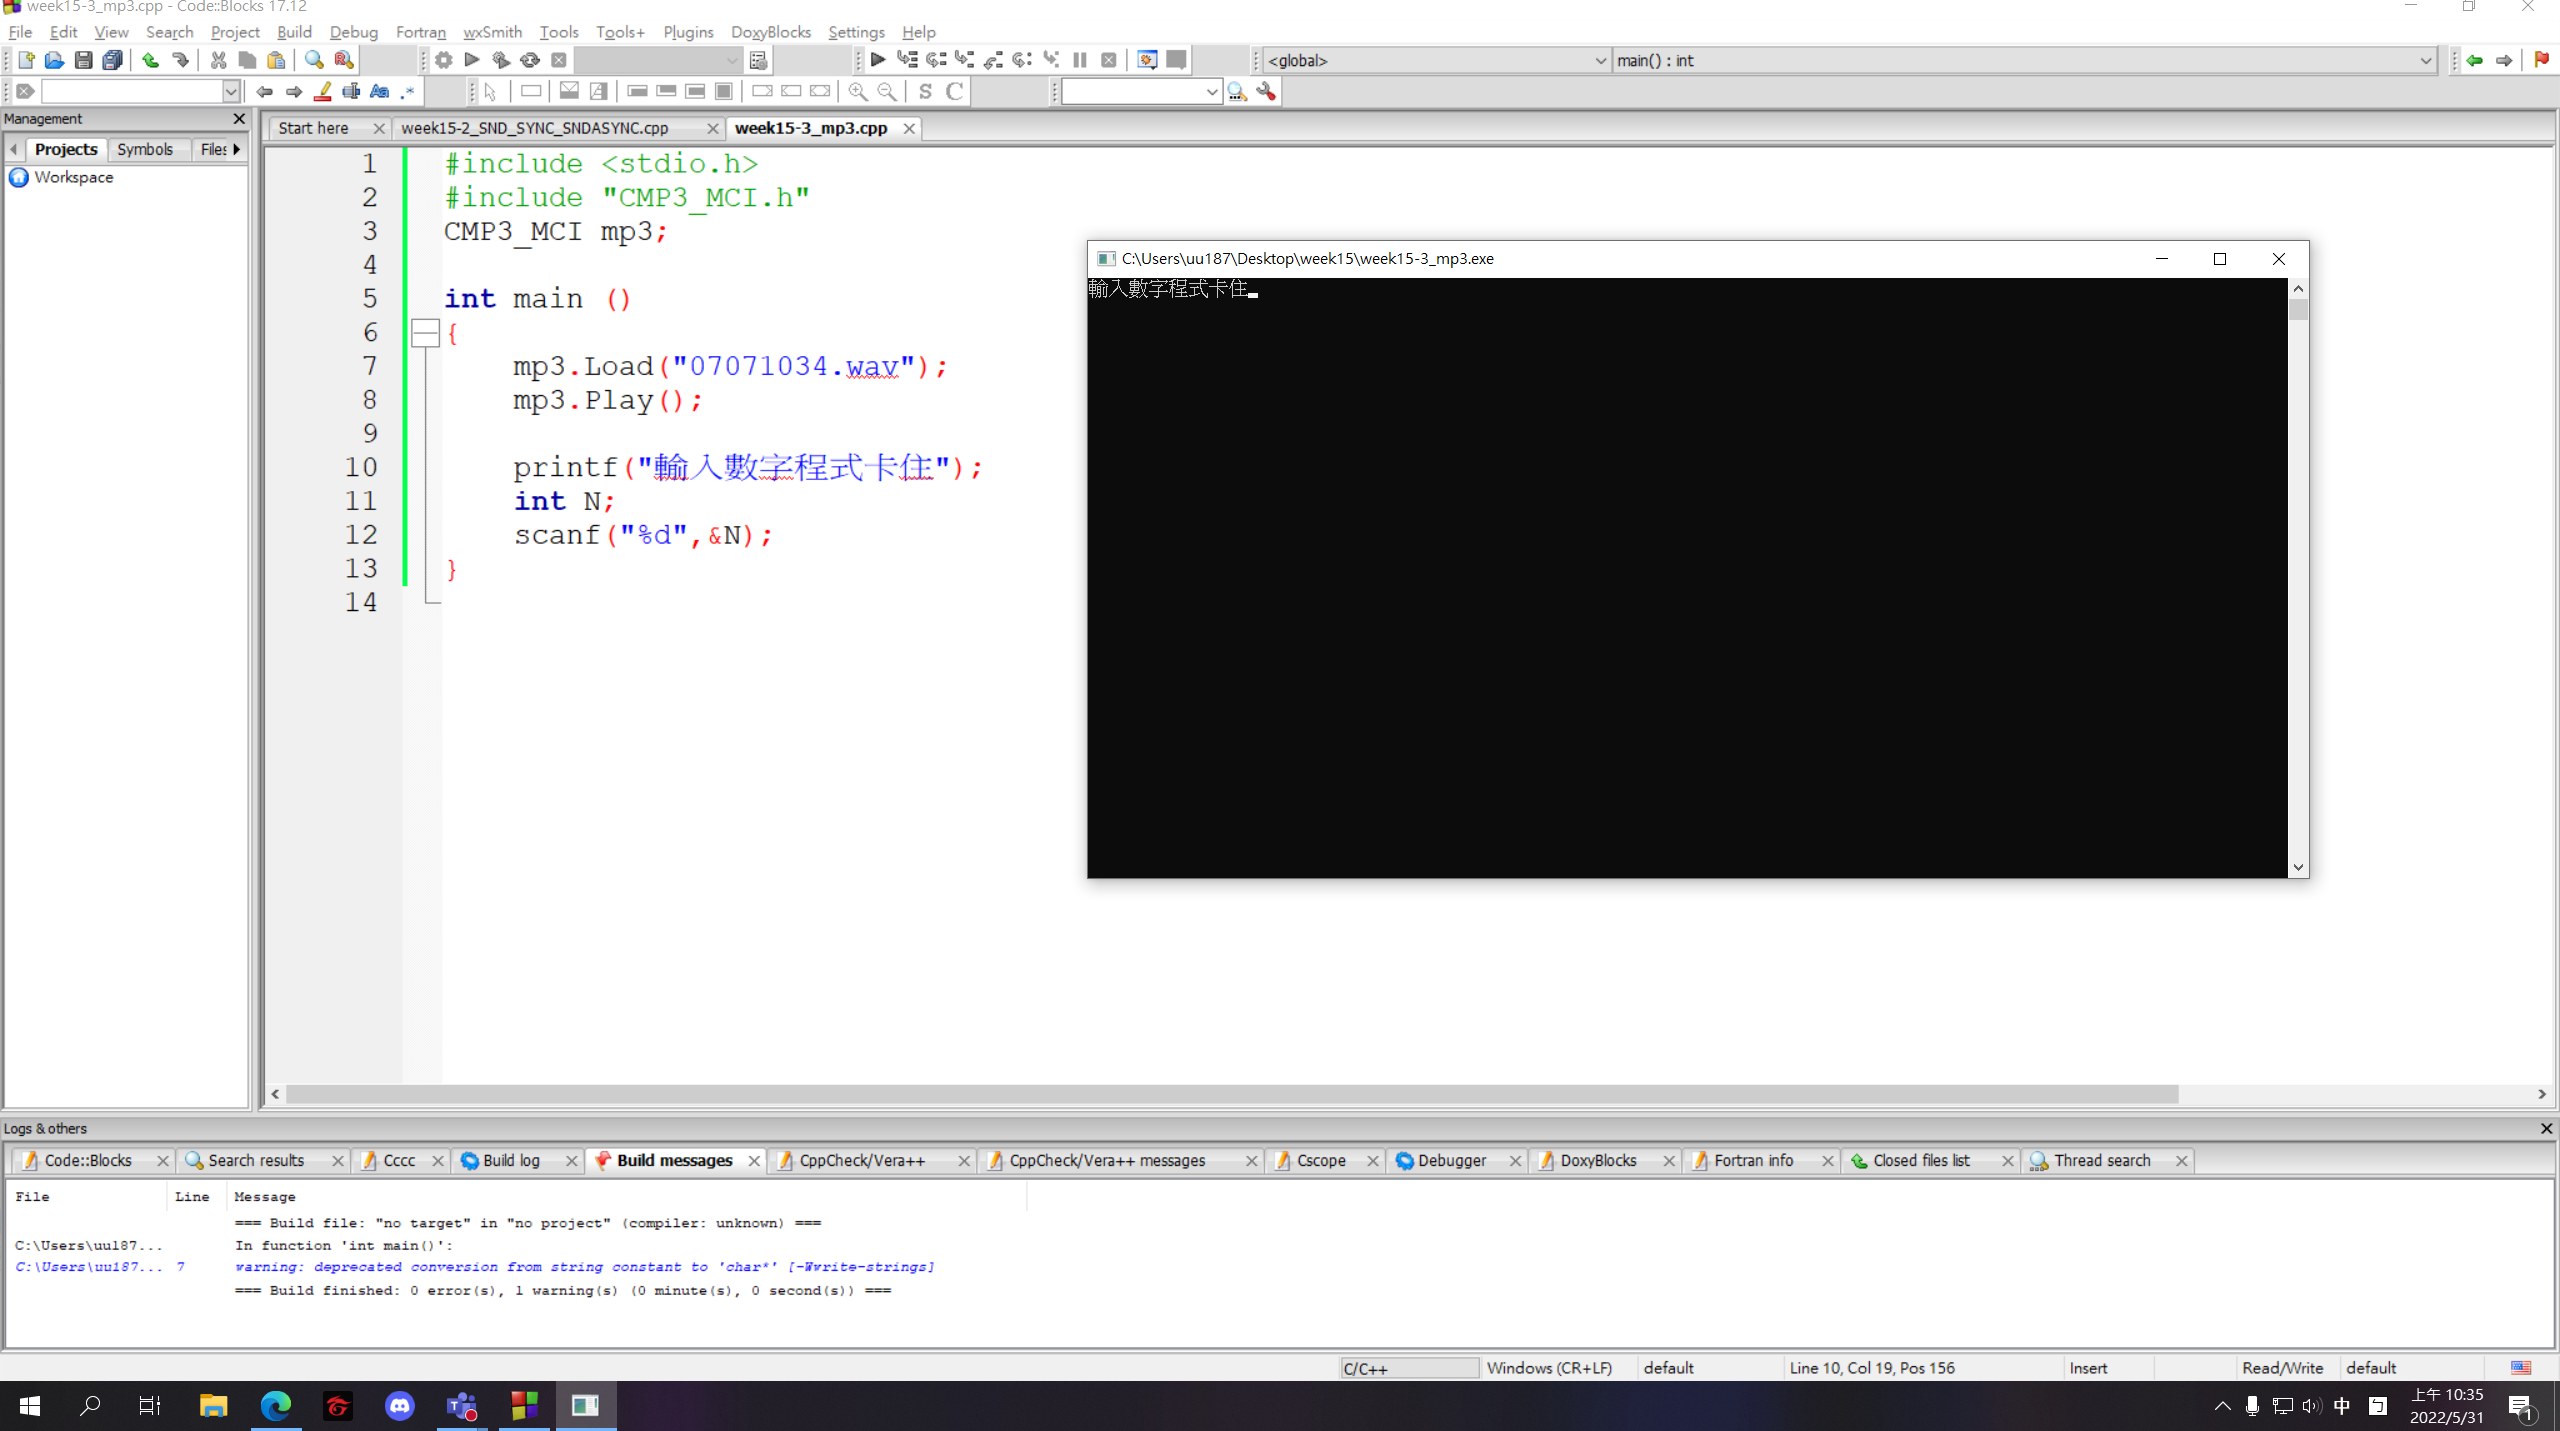 week15-3_mp3.cpp - Code::Blocks 17.12
File Edit View Search Project Build Debug Fortran wxSmith Tools Tools+ Plugins DoxyBlocks Settings Help
<global> main() : int
Management
Projects Symbols Files
Workspace
Start here week15-2_SND_SYNC_SNDASYNC.cpp week15-3_mp3.cpp
1 #include <stdio.h>
2 #include "CMP3_MCI.h"
3 CMP3_MCI mp3;
4
5 int main ()
6 {
7 mp3.Load("07071034.wav");
8 mp3.Play();
9
10 printf("輸入數字程式卡住");
11 int N;
12 scanf("%d",&N);
13 }
14
C:\Users\uu187\Desktop\week15\week15-3_mp3.exe
輸入數字程式卡住
Logs & others
Code::Blocks Search results Cccc Build log Build messages CppCheck/Vera++ CppCheck/Vera++ messages Cscope Debugger DoxyBlocks Fortran info Closed files list Thread search
File Line Message
=== Build file: "no target" in "no project" (compiler: unknown) ===
C:\Users\uu187... In function 'int main()':
C:\Users\uu187... 7 warning: deprecated conversion from string constant to 'char*' [-Wwrite-strings]
=== Build finished: 0 error(s), 1 warning(s) (0 minute(s), 0 second(s)) ===
C/C++ Windows (CR+LF) default Line 10, Col 19, Pos 156 Insert Read/Write default
中 ㄅ 上午 10:35
2022/5/31
1